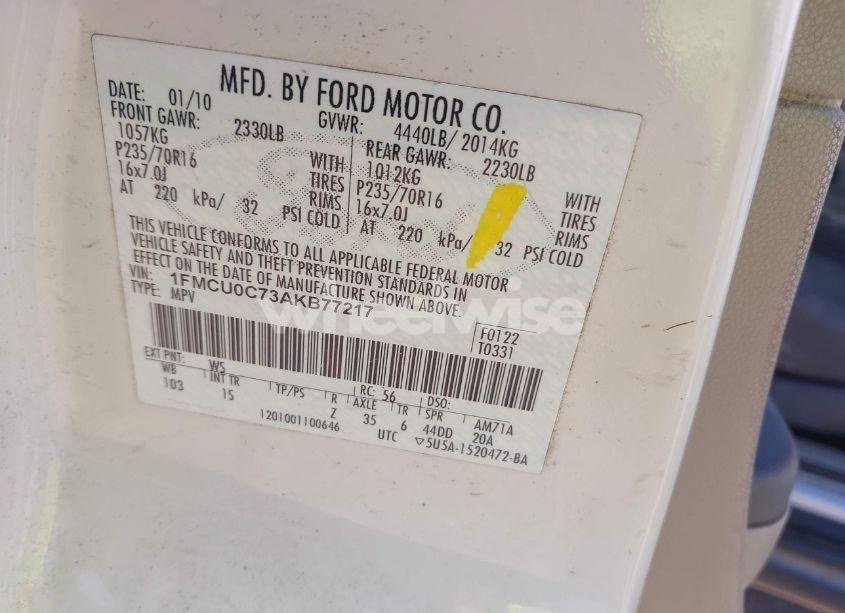 MFD. BY FORD MOTOR CO.
DATE: 01/10 GVWR: 4440LB/ 2014KG
FRONT GAWR: 2330LB REAR GAWR: 2230LB
1057KG WITH 1012KG WITH
P235/70R16 TIRES P235/70R16 TIRES
16x7.0J RIMS 16x7.0J RIMS
AT 220 kPa/ 32 PSI COLD AT 220 kPa/ 32 PSI COLD
THIS VEHICLE CONFORMS TO ALL APPLICABLE FEDERAL MOTOR
VEHICLE SAFETY AND THEFT PREVENTION STANDARDS IN
EFFECT ON THE DATE OF MANUFACTURE SHOWN ABOVE.
VIN: 1FMCU0C73AKB77217
TYPE: MPV
wheelwise
F0122
T0331
EXT PNT: WS RC: 56 DSO:
WB INT TR TP/PS R AXLE TR SPR AM71A
103 1S Z 35 6 44DD 20A
1201001100646 UTC ▽5U5A-1520472-BA